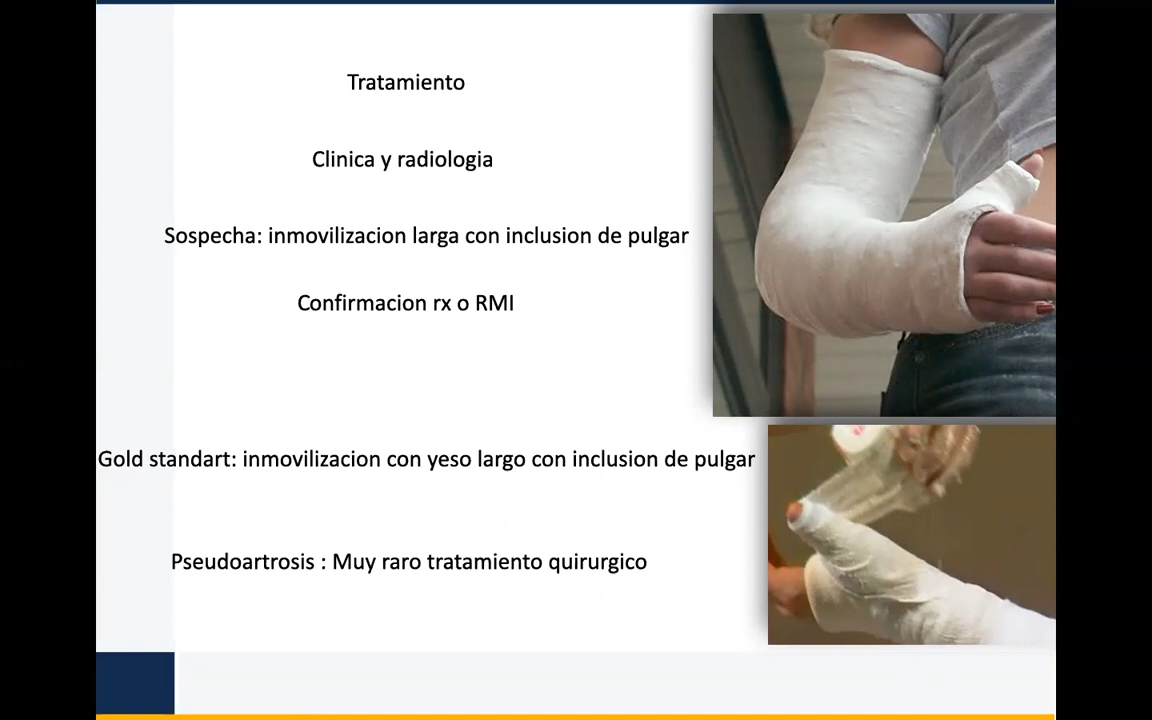 Tratamiento
Clinica y radiologia
Sospecha: inmovilizacion larga con inclusion de pulgar
Confirmacion rx o RMI
Gold standart: inmovilizacion con yeso largo con inclusion de pulgar
Pseudoartrosis : Muy raro tratamiento quirurgico